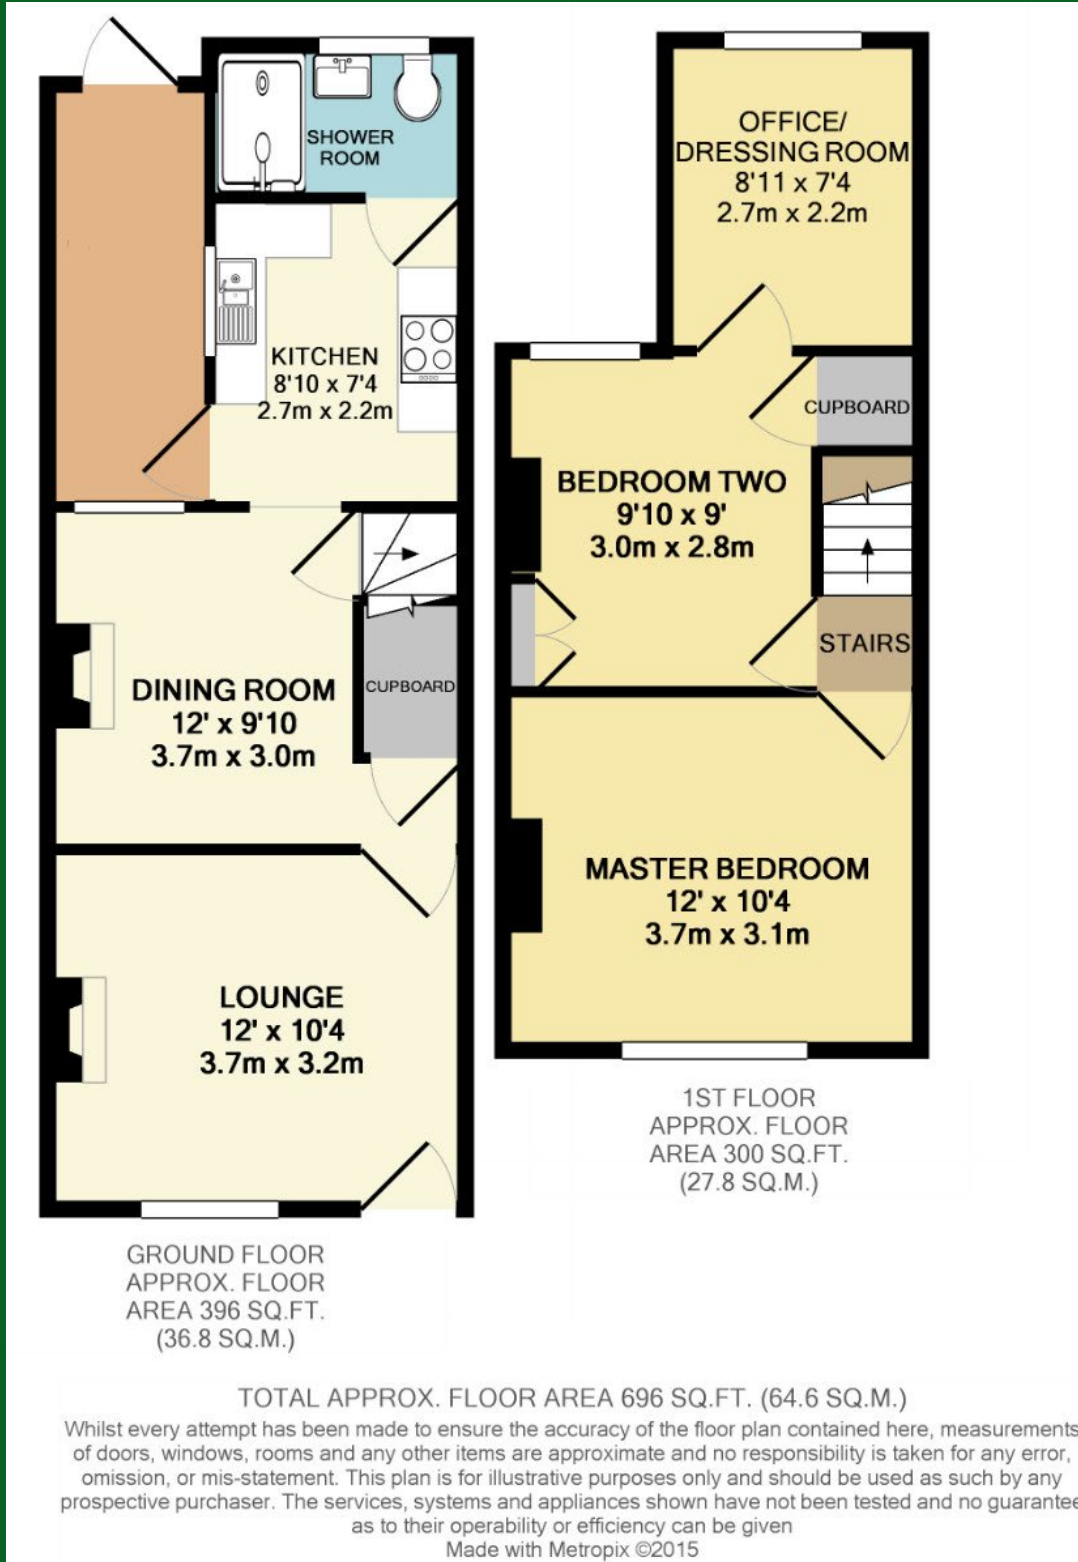 SHOWER
ROOM
KITCHEN
8'10 x 7'4
2.7m x 2.2m
DINING ROOM
12' x 9'10
3.7m x 3.0m
CUPBOARD
LOUNGE
12' x 10'4
3.7m x 3.2m
GROUND FLOOR
APPROX. FLOOR
AREA 396 SQ.FT.
(36.8 SQ.M.)
OFFICE/
DRESSING ROOM
8'11 x 7'4
2.7m x 2.2m
CUPBOARD
BEDROOM TWO
9'10 x 9'
3.0m x 2.8m
STAIRS
MASTER BEDROOM
12' x 10'4
3.7m x 3.1m
1ST FLOOR
APPROX. FLOOR
AREA 300 SQ.FT.
(27.8 SQ.M.)
TOTAL APPROX. FLOOR AREA 696 SQ.FT. (64.6 SQ.M.)
Whilst every attempt has been made to ensure the accuracy of the floor plan contained here, measurements
of doors, windows, rooms and any other items are approximate and no responsibility is taken for any error,
omission, or mis-statement. This plan is for illustrative purposes only and should be used as such by any
prospective purchaser. The services, systems and appliances shown have not been tested and no guarantee
as to their operability or efficiency can be given
Made with Metropix ©2015